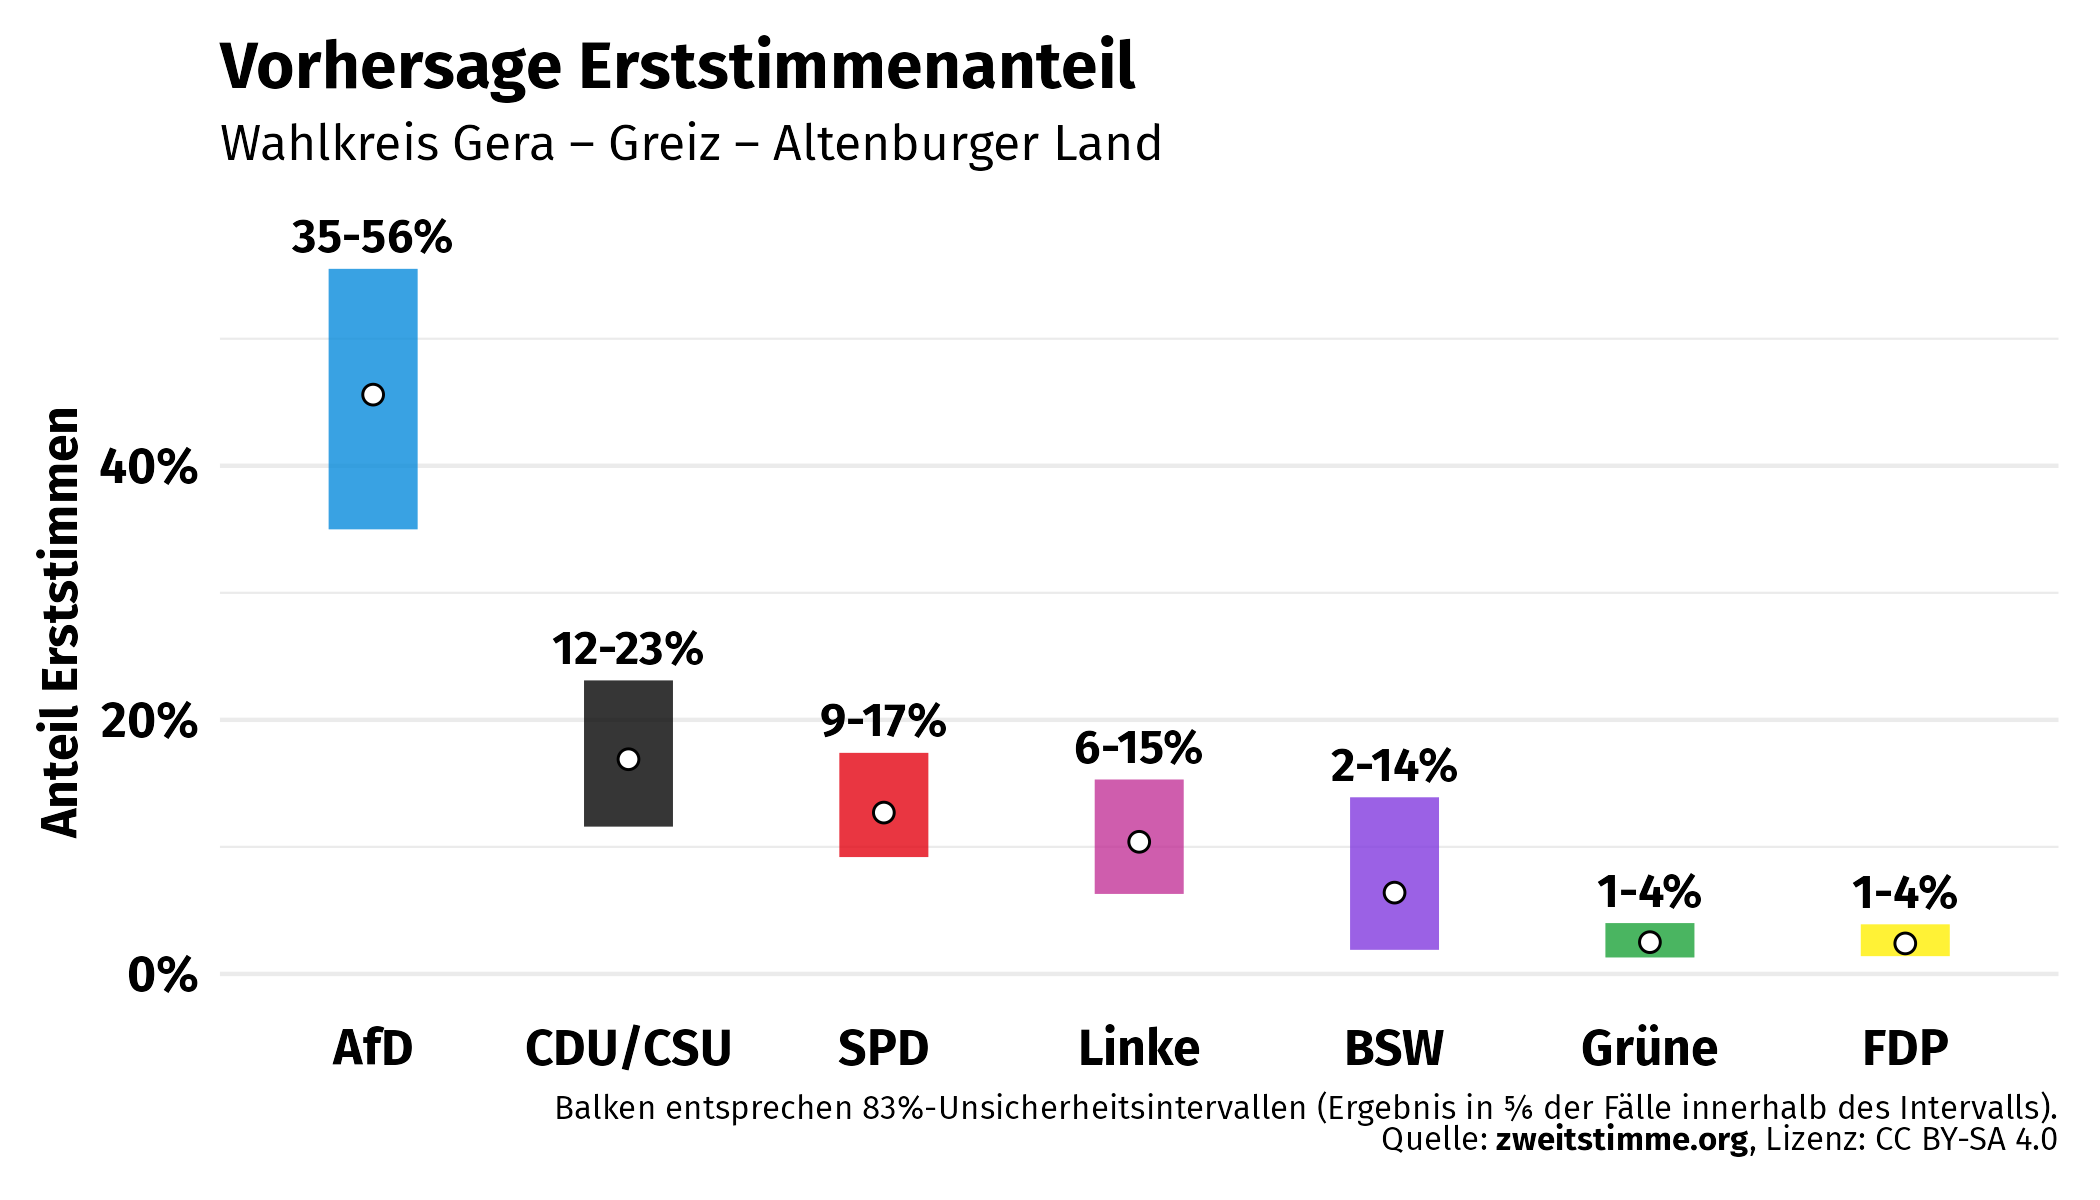 Vorhersage Erststimmenanteil
Wahlkreis Gera – Greiz – Altenburger Land
Anteil Erststimmen
40%
20%
0%
35-56%
12-23%
9-17%
6-15%
2-14%
1-4%
1-4%
AfD
CDU/CSU
SPD
Linke
BSW
Grüne
FDP
Balken entsprechen 83%-Unsicherheitsintervallen (Ergebnis in ⅚ der Fälle innerhalb des Intervalls).
Quelle: zweitstimme.org, Lizenz: CC BY-SA 4.0